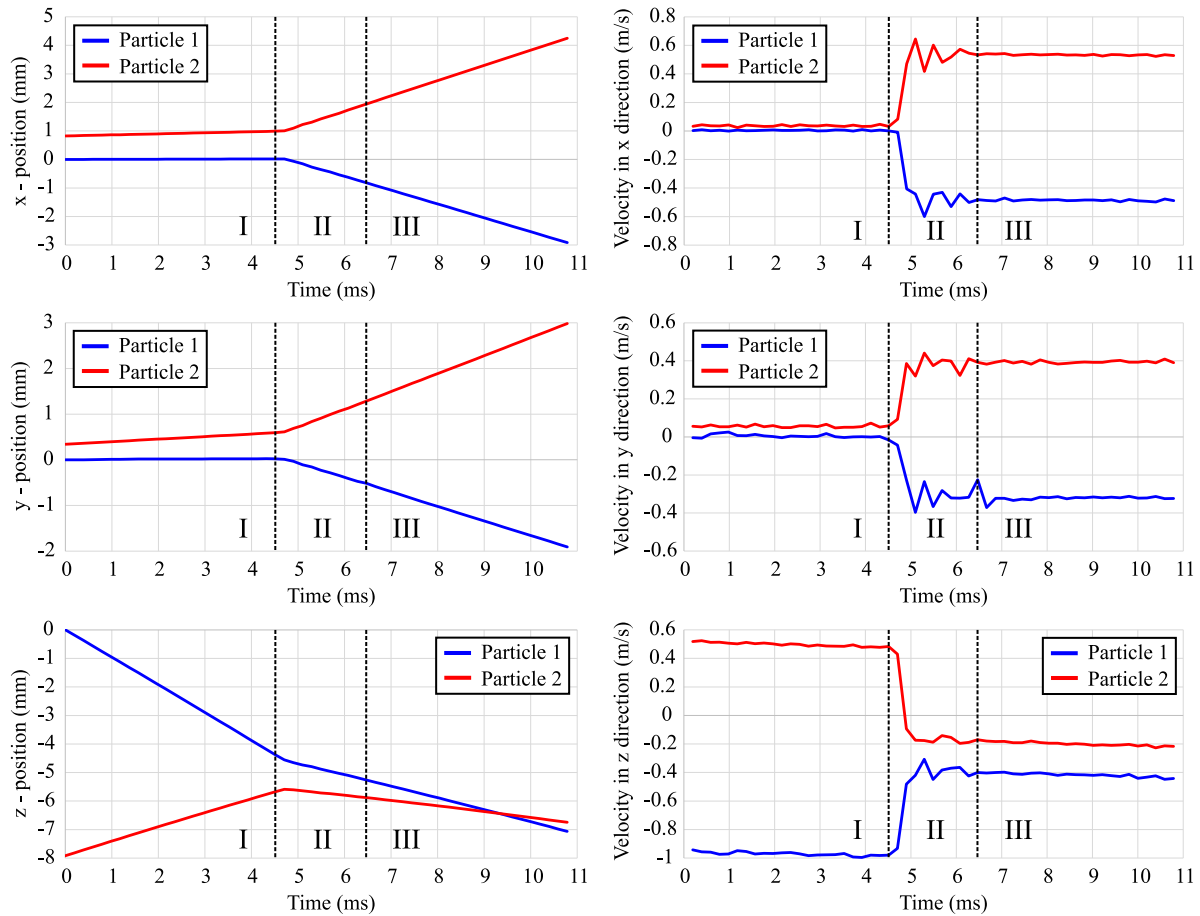 5
4
3
2
1
0
-1
-2
-3
x - position (mm)
Particle 1
Particle 2
I
II
III
0 1 2 3 4 5 6 7 8 9 10 11
Time (ms)
0.8
0.6
0.4
0.2
0
-0.2
-0.4
-0.6
-0.8
Velocity in x direction (m/s)
Particle 1
Particle 2
I
II
III
0 1 2 3 4 5 6 7 8 9 10 11
Time (ms)
3
2
1
0
-1
-2
y - position (mm)
Particle 1
Particle 2
I
II
III
0 1 2 3 4 5 6 7 8 9 10 11
Time (ms)
0.6
0.4
0.2
0
-0.2
-0.4
-0.6
Velocity in y direction (m/s)
Particle 1
Particle 2
I
II
III
0 1 2 3 4 5 6 7 8 9 10 11
Time (ms)
0
-1
-2
-3
-4
-5
-6
-7
-8
z - position (mm)
Particle 1
Particle 2
I
II
III
0 1 2 3 4 5 6 7 8 9 10 11
Time (ms)
0.6
0.4
0.2
0
-0.2
-0.4
-0.6
-0.8
-1
Velocity in z direction (m/s)
Particle 1
Particle 2
I
II
III
0 1 2 3 4 5 6 7 8 9 10 11
Time (ms)